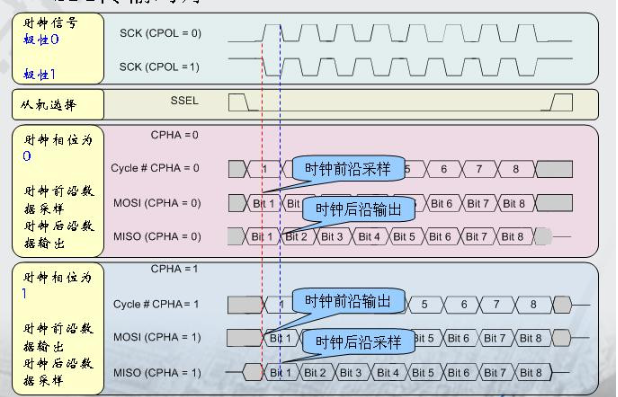 时钟信号
极性0
SCK (CPOL = 0)
极性1
SCK (CPOL = 1)
从机选择
SSEL
时钟相位为
0
CPHA =0
Cycle # CPHA = 0
1
时钟前沿采样
5
6
7
8
时钟前沿数
据采样
MOSI (CPHA = 0)
Bit 1
Bit
时钟后沿输出
Bit 6
Bit 7
Bit 8
时钟后沿数
据输出
MISO (CPHA = 0)
Bit 1
Bit 2
Bit 3
Bit 4
Bit 5
Bit 6
Bit 7
Bit 8
时钟相位为
1
CPHA =1
Cycle # CPHA= 1
1
时钟前沿输出
5
6
7
8
时钟前沿数
据输出
MOSI (CPHA = 1)
Bit 1
时钟后沿采样
Bit 5
Bit 6
Bit 7
Bit 8
时钟后沿数
据采样
MISO (CPHA = 1)
Bit 1
Bit 2
Bit 3
Bit 4
Bit 5
Bit 6
Bit 7
Bit 8